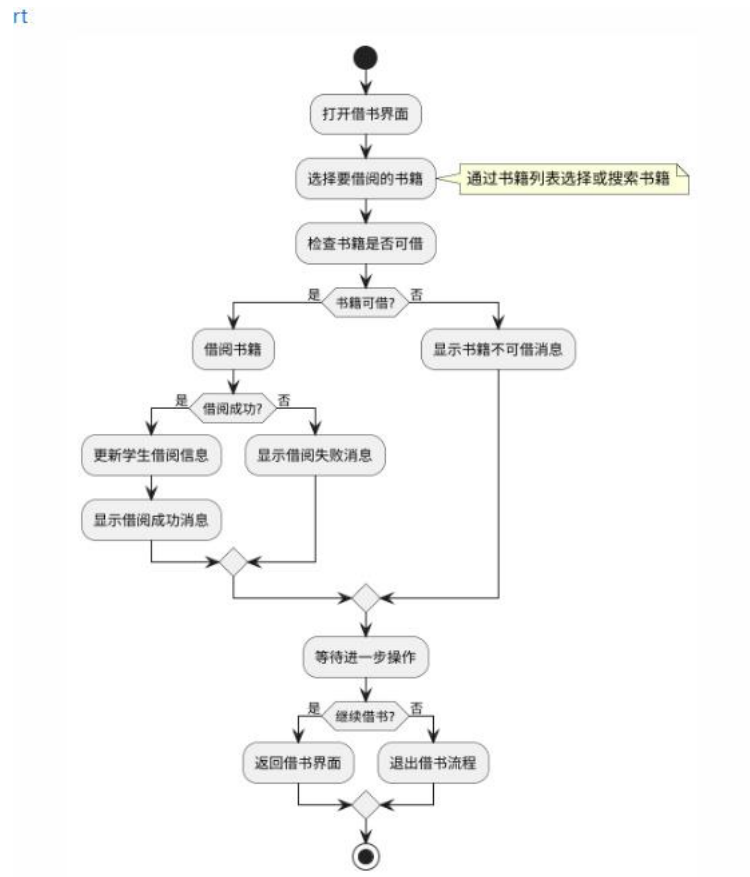 rt
打开借书界面
选择要借阅的书籍
通过书籍列表选择或搜索书籍
检查书籍是否可借
是
书籍可借?
否
借阅书籍
显示书籍不可借消息
是
借阅成功?
否
更新学生借阅信息
显示借阅失败消息
显示借阅成功消息
等待进一步操作
是
继续借书?
否
返回借书界面
退出借书流程